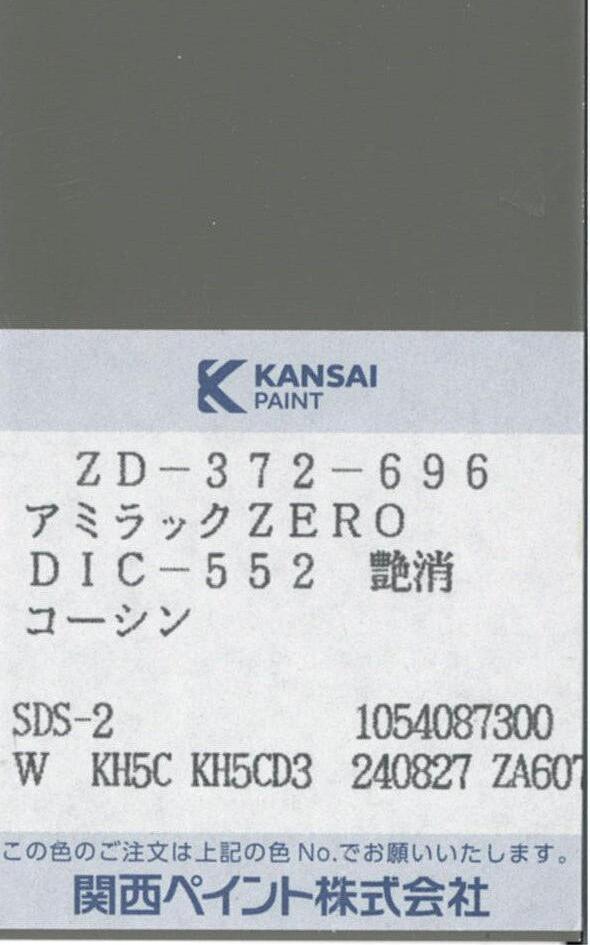 KANSAI
PAINT
ZD-372-696
アミラックZERO
DIC-552 艶消
コーシン
SDS-2 1054087300
W KH5C KH5CD3 240827 ZA607
この色のご注文は上記の色No.でお願いいたします。
関西ペイント株式会社